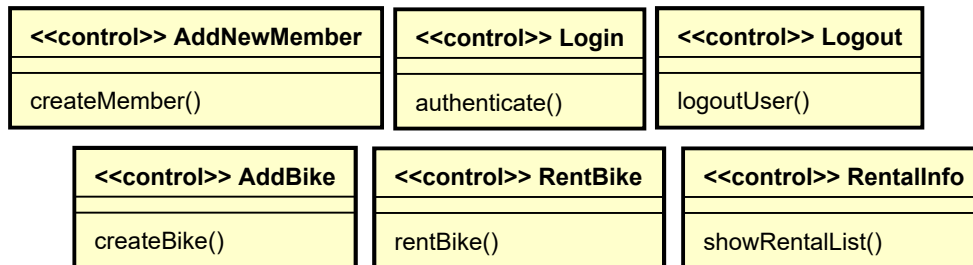 <<control>> AddNewMember
createMember()
<<control>> Login
authenticate()
<<control>> Logout
logoutUser()
<<control>> AddBike
createBike()
<<control>> RentBike
rentBike()
<<control>> RentalInfo
showRentalList()